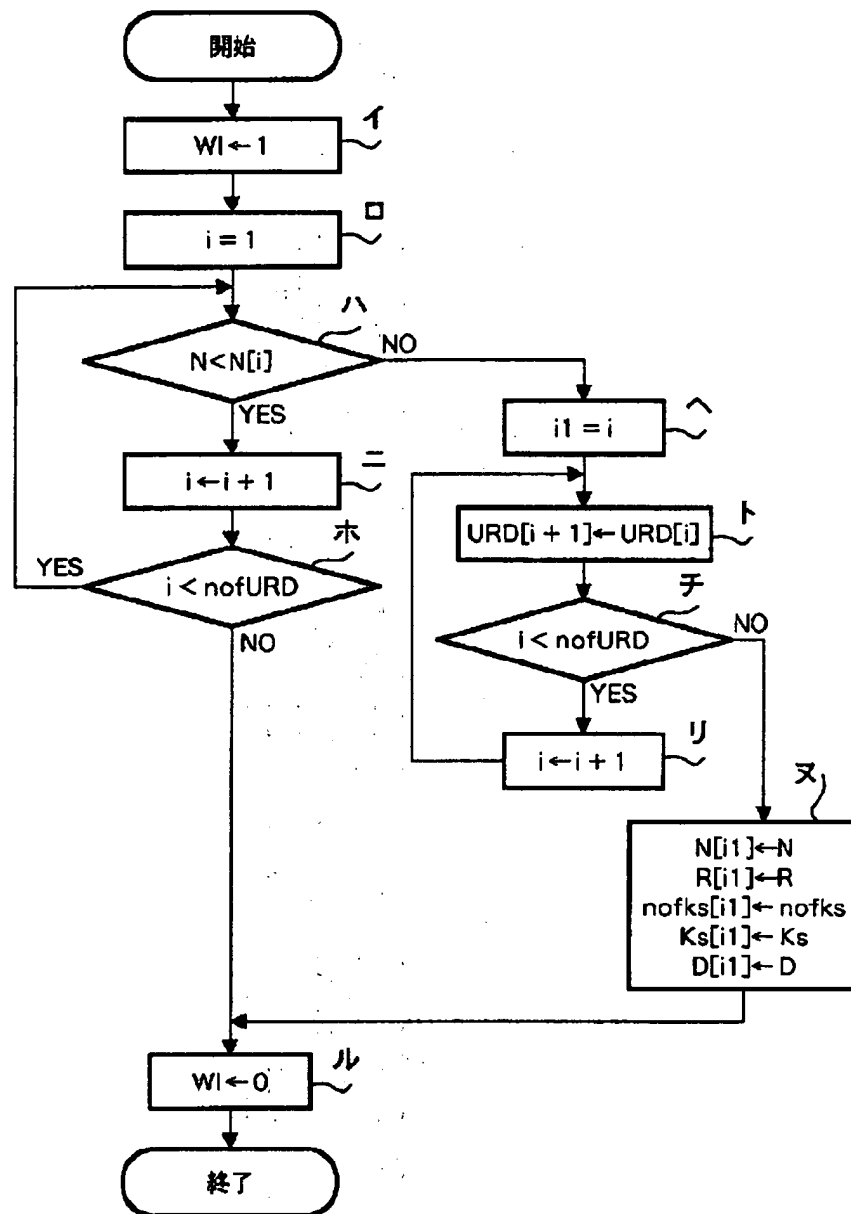 開始
イ
WI←1
ロ
i=1
ハ
N<N[i]
NO
YES
ヘ
i1=i
ニ
i←i+1
ト
URD[i+1]←URD[i]
ホ
YES
i<nofURD
NO
チ
i<nofURD
NO
YES
リ
i←i+1
ヌ
N[i1]←N
R[i1]←R
nofks[i1]←nofks
Ks[i1]←Ks
D[i1]←D
ル
WI←0
終了